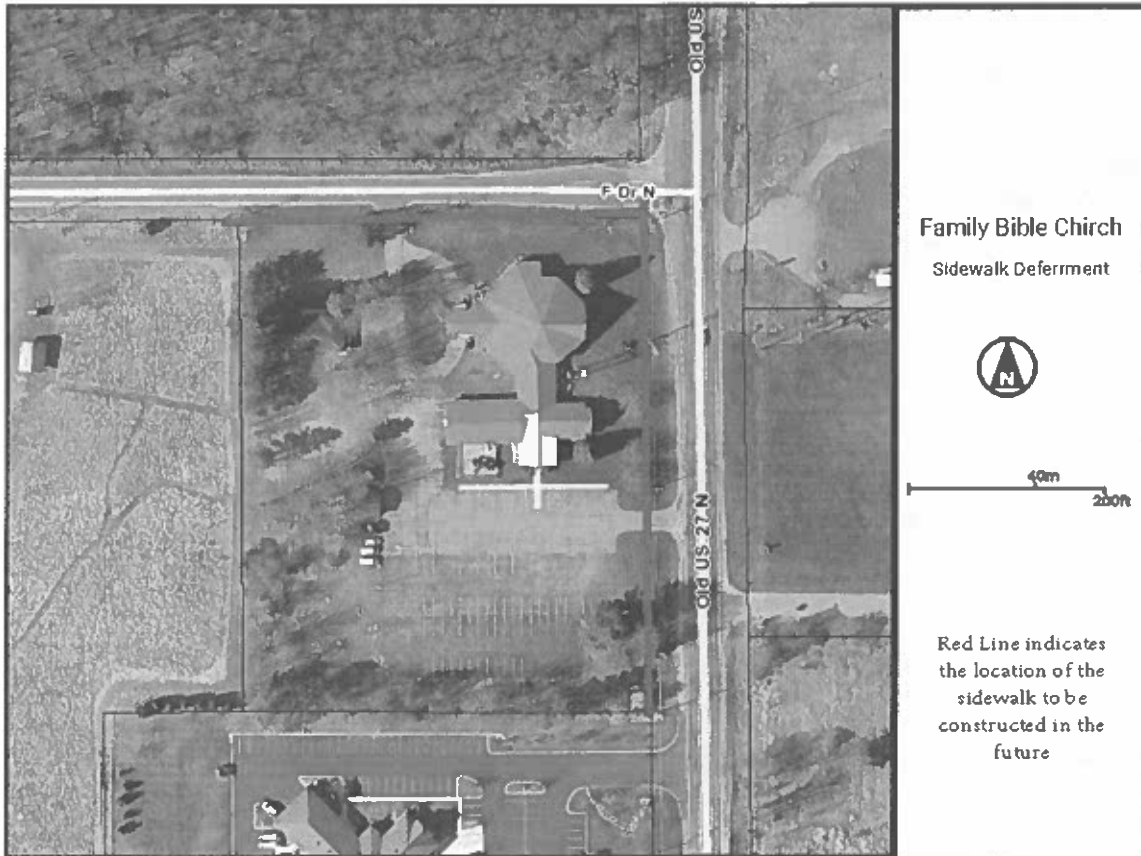 Old US
F Dr N
Old US 27 N
Family Bible Chirch
Sidewalk Deferrment
N
40m
200ft
Red Line indicates
the location of the
sidewalk to be
constructed in the
future